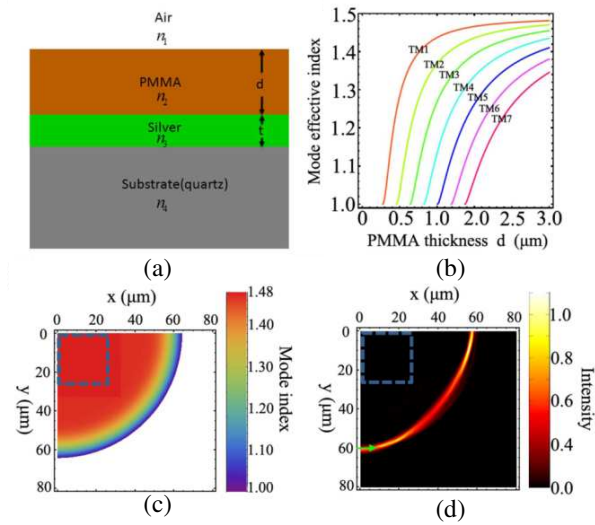 Air
n1
PMMA
n2
d
Silver
n3
t
Substrate(quartz)
n4
(a)
Mode effective index
1.5
1.4
1.3
1.2
1.1
1.0
TM1
TM2
TM3
TM4
TM5
TM6
TM7
0 0.5 1.0 1.5 2.0 2.5 3.0
PMMA thickness d (μm)
(b)
x (μm)
0 20 40 60 80
y (μm)
0
20
40
60
80
1.48
1.40
1.30
1.20
1.10
1.00
Mode index
(c)
x (μm)
0 20 40 60 80
y (μm)
0
20
40
60
80
1.0
0.8
0.6
0.4
0.2
0.0
Intensity
(d)